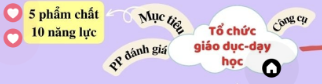 5 phẩm chất
10 năng lực
Mục tiêu
PP đánh giá
Tổ chức
giáo dục-dạy
học
Công cụ